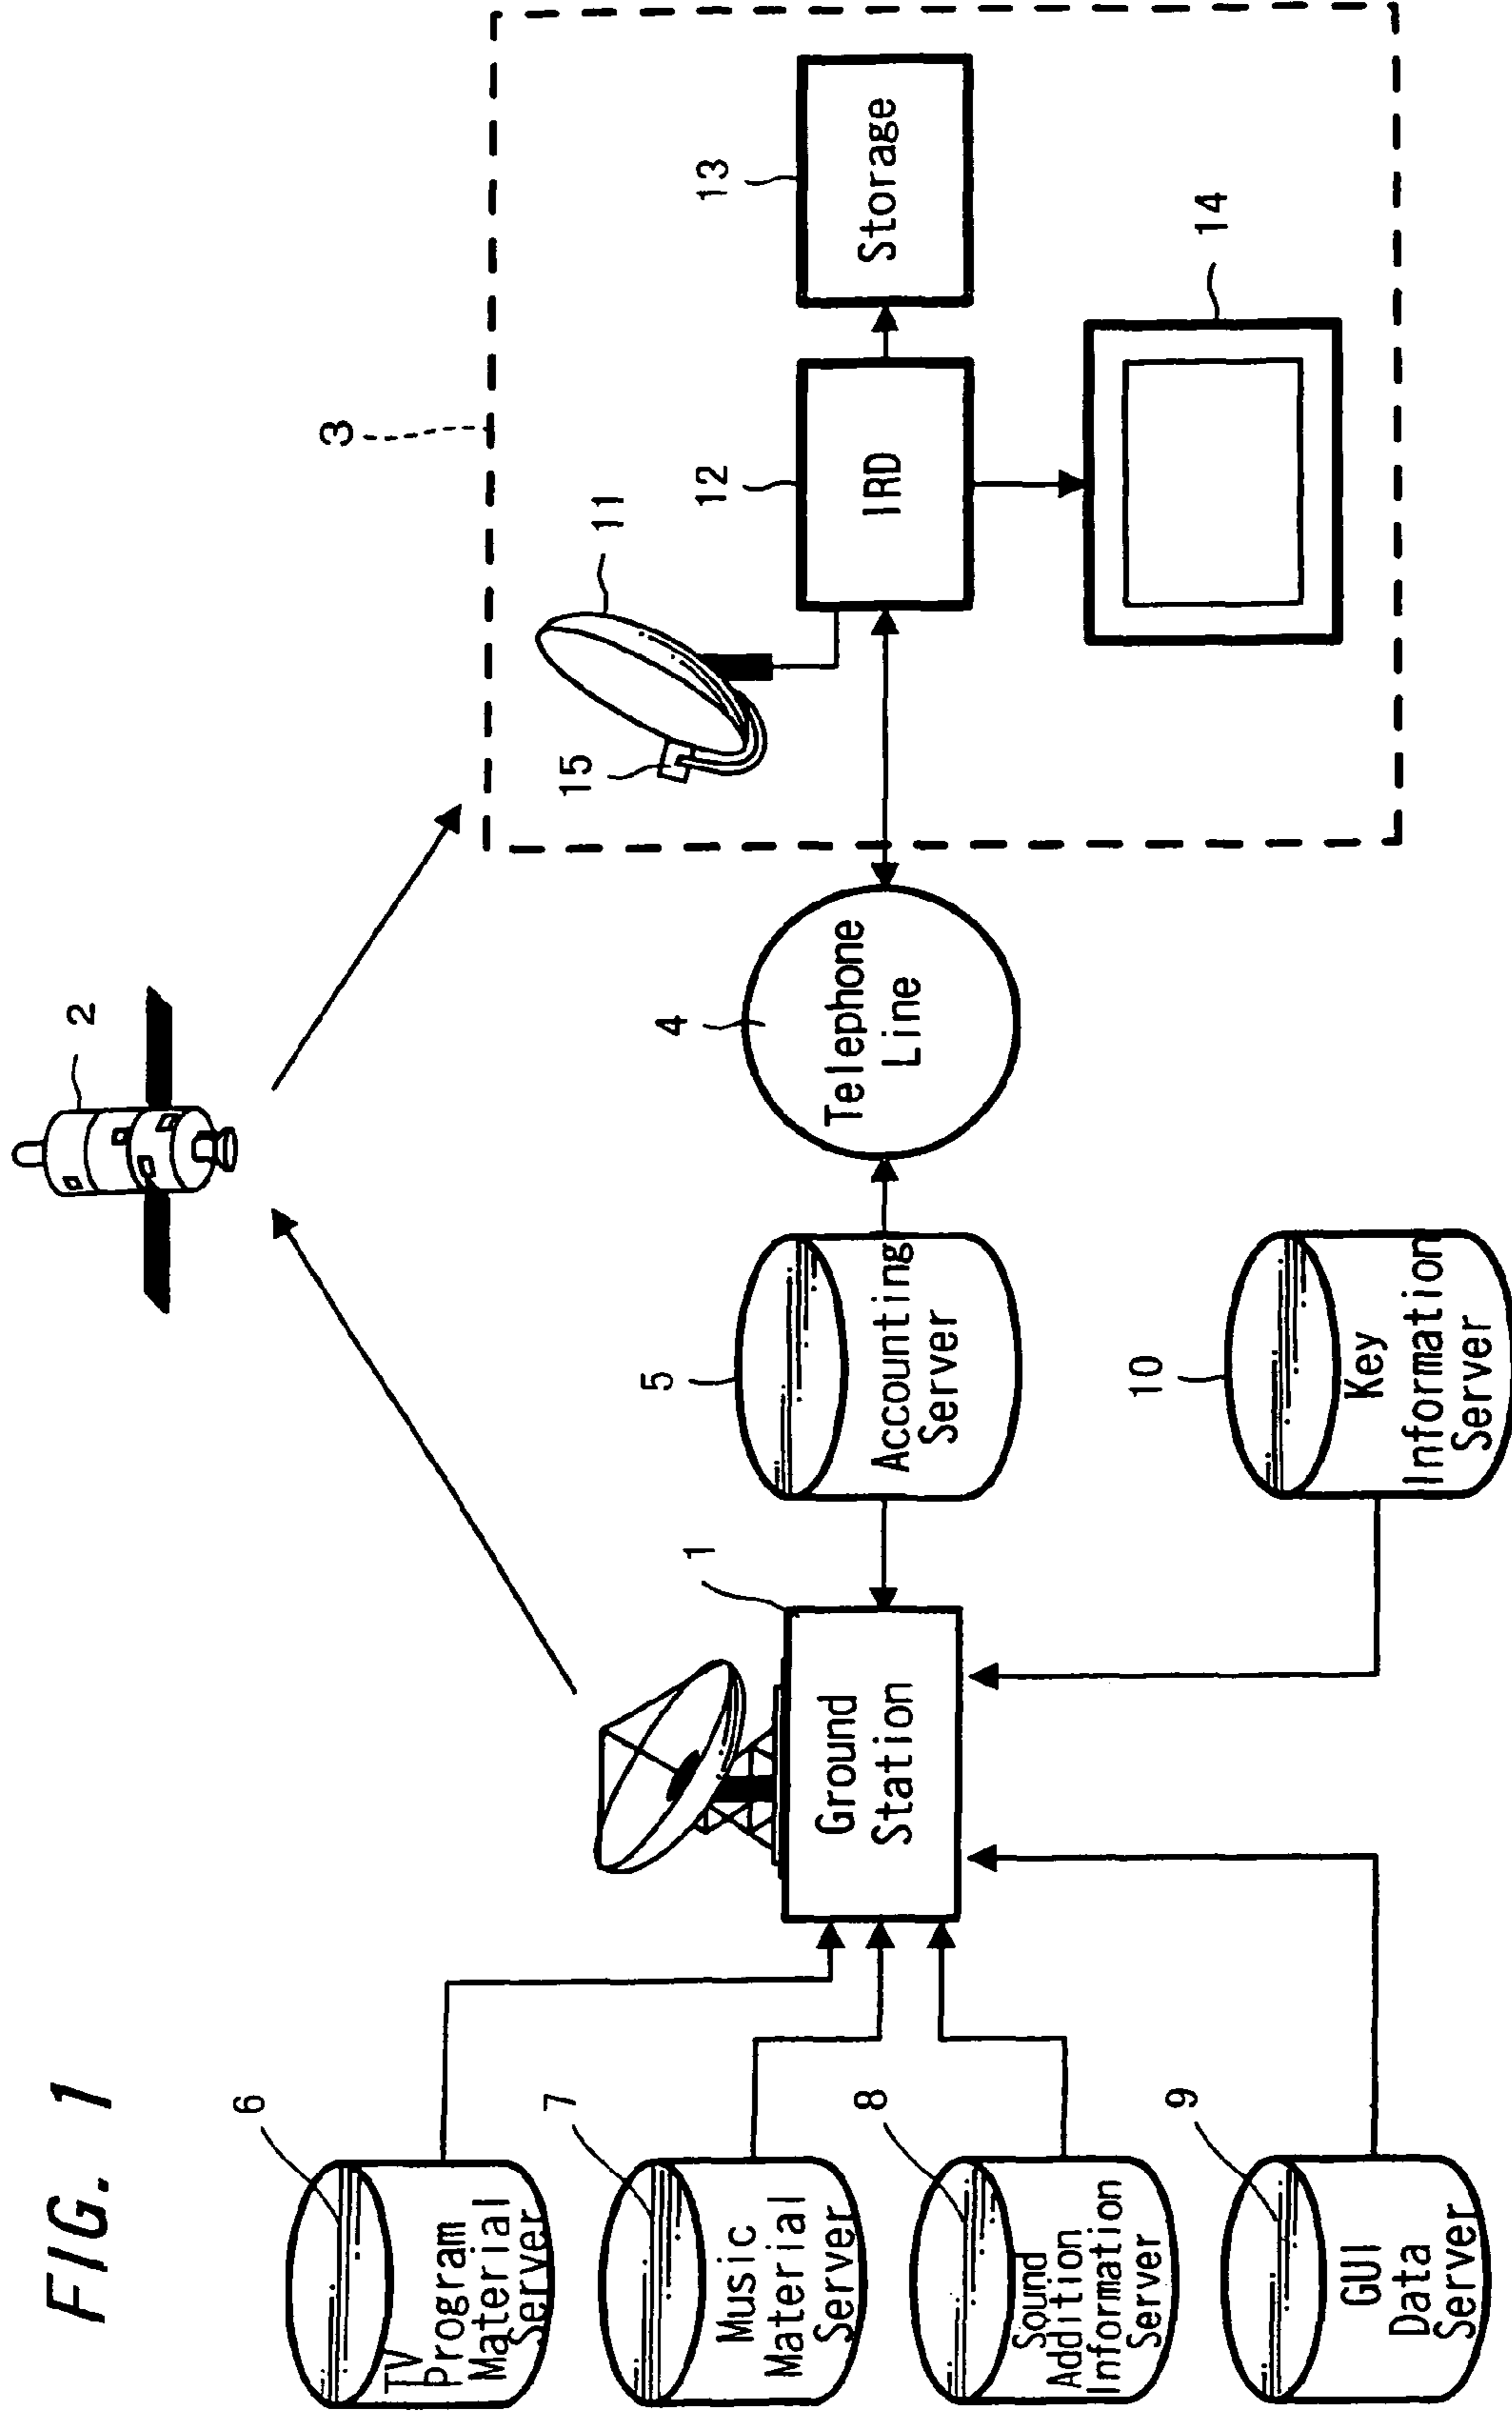 FIG. 1
2
3
6
TV
Program
Material
Server
7
Music
Material
Server
8
Sound
Addition
Information
Server
9
GUI
Data
Server
1
Ground
Station
5
Accounting
Server
10
Key
Information
Server
4
Telephone
Line
15
11
12
IRD
13
Storage
14